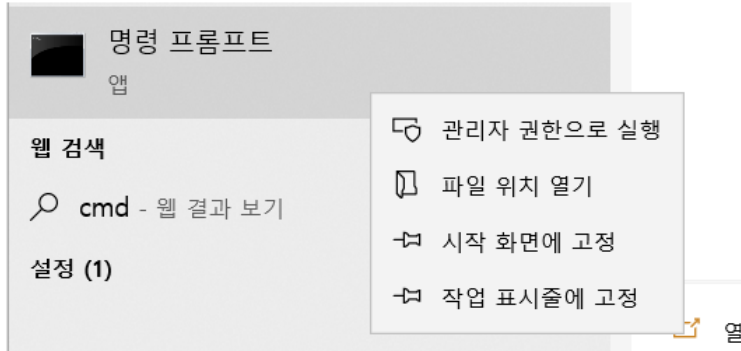 명령 프롬프트
앱
웹 검색
cmd - 웹 결과 보기
설정 (1)
관리자 권한으로 실행
파일 위치 열기
시작 화면에 고정
작업 표시줄에 고정
열